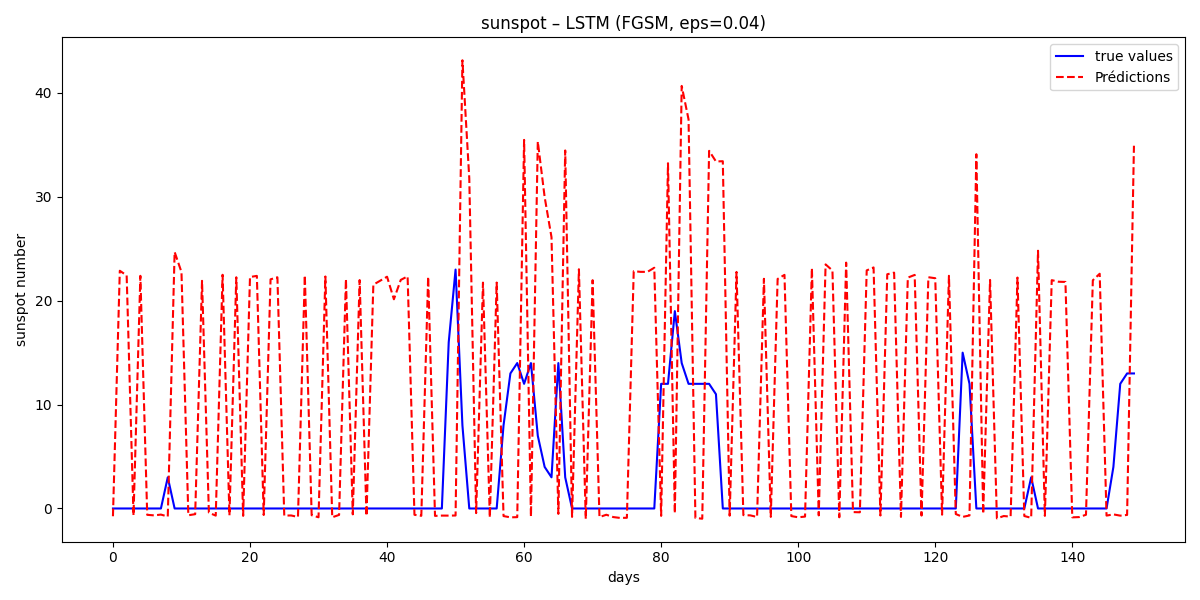 sunspot – LSTM (FGSM, eps=0.04)
true values
Prédictions
sunspot number
40
30
20
10
0
0 20 40 60 80 100 120 140
days